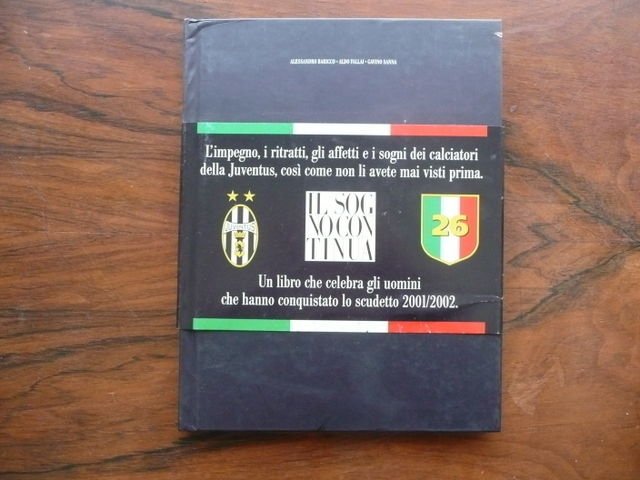 ALESSANDRO BARICCO • ALDO FALLAI • GAVINO SANNA
L'impegno, i ritratti, gli affetti e i sogni dei calciatori
della Juventus, così come non li avete mai visti prima.
JUVENTUS
IL SOG
NO CON
TINUA
26
Un libro che celebra gli uomini
che hanno conquistato lo scudetto 2001/2002.